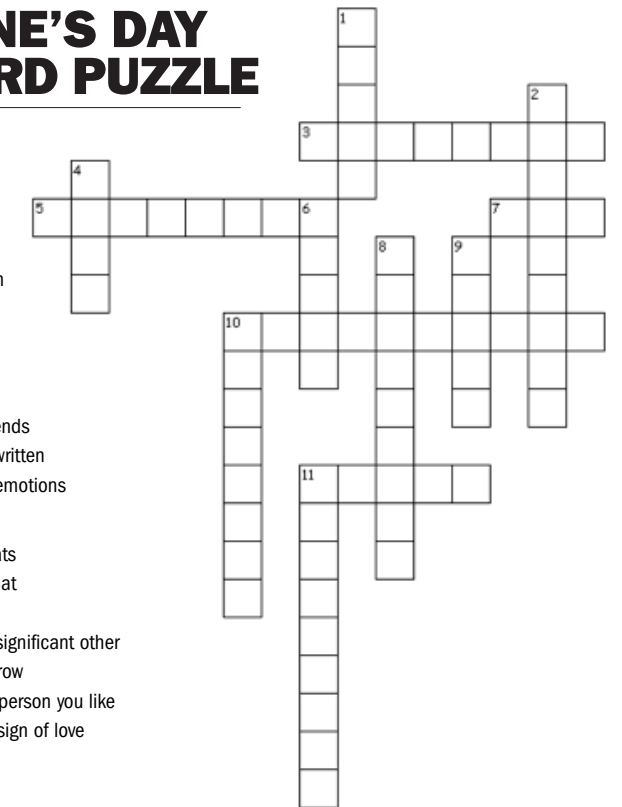 NE’S DAY
RD PUZZLE
1
2
3
4
5
6
7
8
9
n
10
ends
written
emotions
11
nts
at
significant other
row
person you like
sign of love